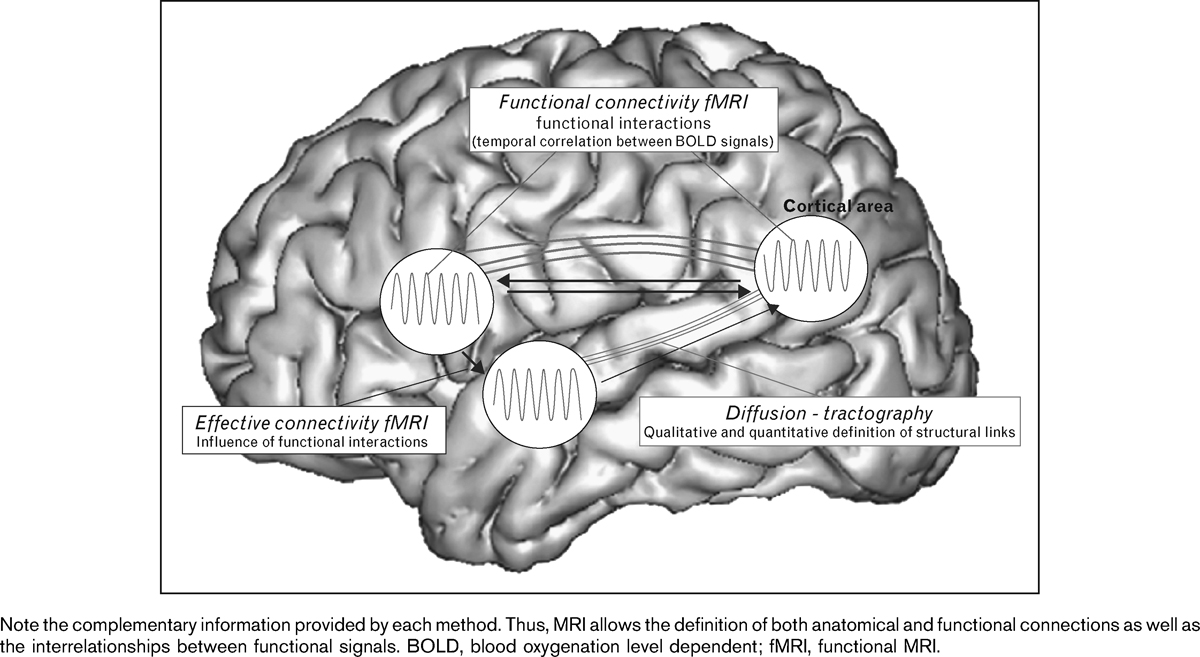 Functional connectivity fMRI
functional interactions
(temporal correlation between BOLD signals)
Cortical area
Effective connectivity fMRI
Influence of functional interactions
Diffusion - tractography
Qualitative and quantitative definition of structural links
Note the complementary information provided by each method. Thus, MRI allows the definition of both anatomical and functional connections as well as
the interrelationships between functional signals. BOLD, blood oxygenation level dependent; fMRI, functional MRI.